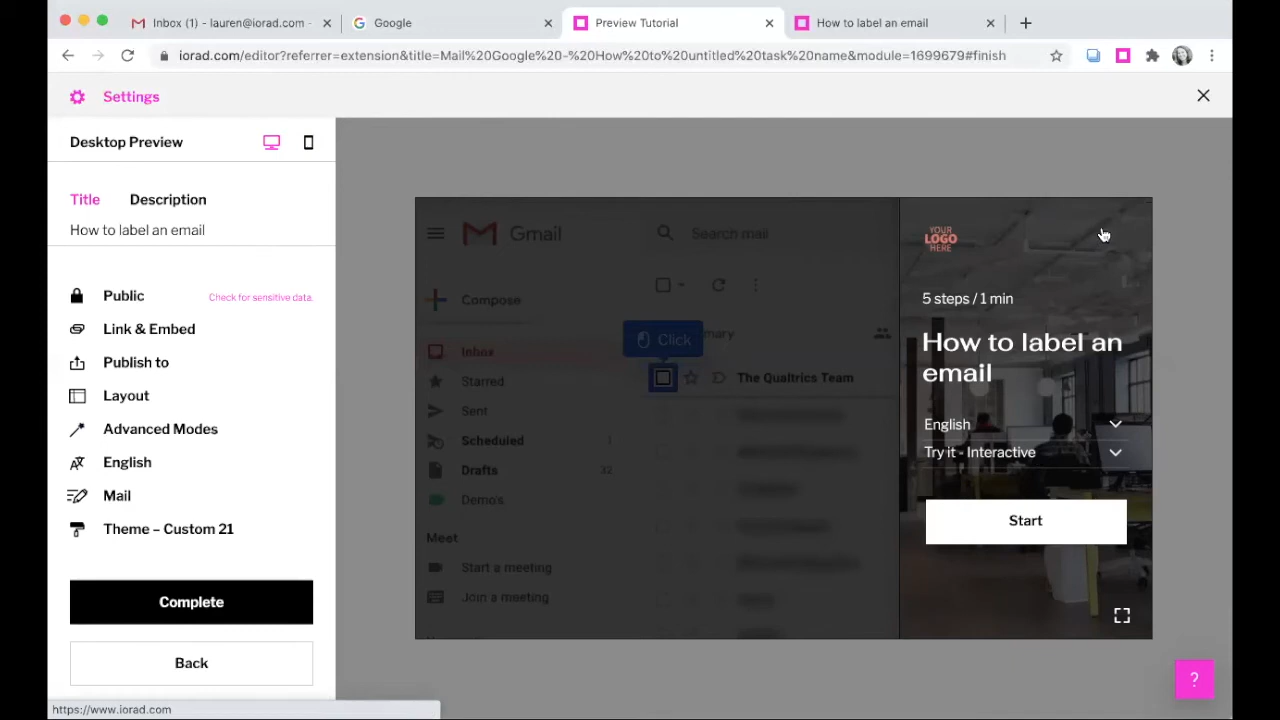 Inbox (1) - lauren@iorad.com -
Google
Preview Tutorial
How to label an email
iorad.com/editor?referrer=extension&title=Mail%20Google%20-%20How%20to%20untitled%20task%20name&module=1699679#finish
Settings
Desktop Preview
Title
Description
How to label an email
Public
Check for sensitive data.
Link & Embed
Publish to
Layout
Advanced Modes
English
Mail
Theme – Custom 21
Complete
Back
https://www.iorad.com
Gmail
Search mail
Compose
Click
mary
Inbox
The Qualtrics Team
Starred
Sent
Scheduled 1
Drafts 32
Demo's
Meet
Start a meeting
Join a meeting
YOUR
LOGO
HERE
5 steps / 1 min
How to label an
email
English
Try it - Interactive
Start
?